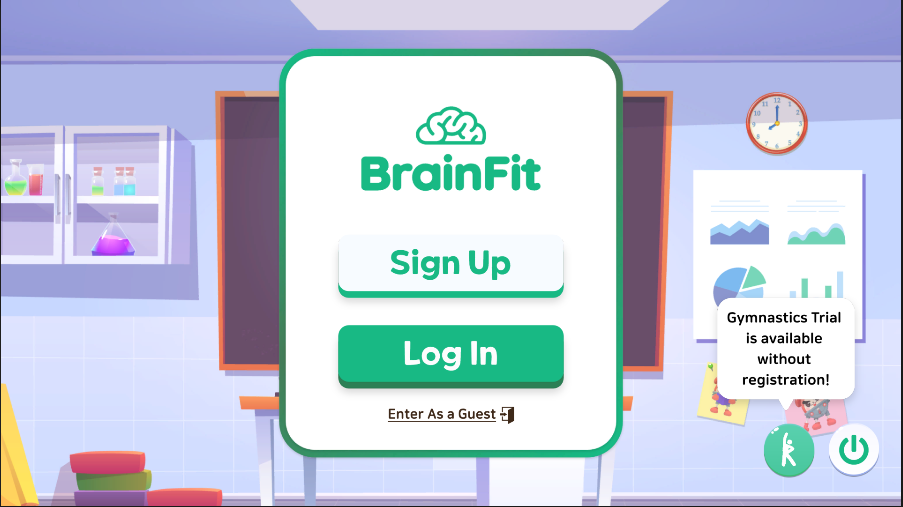 BrainFit
Sign Up
Log In
Enter As a Guest
Gymnastics Trial
is available
without
registration!